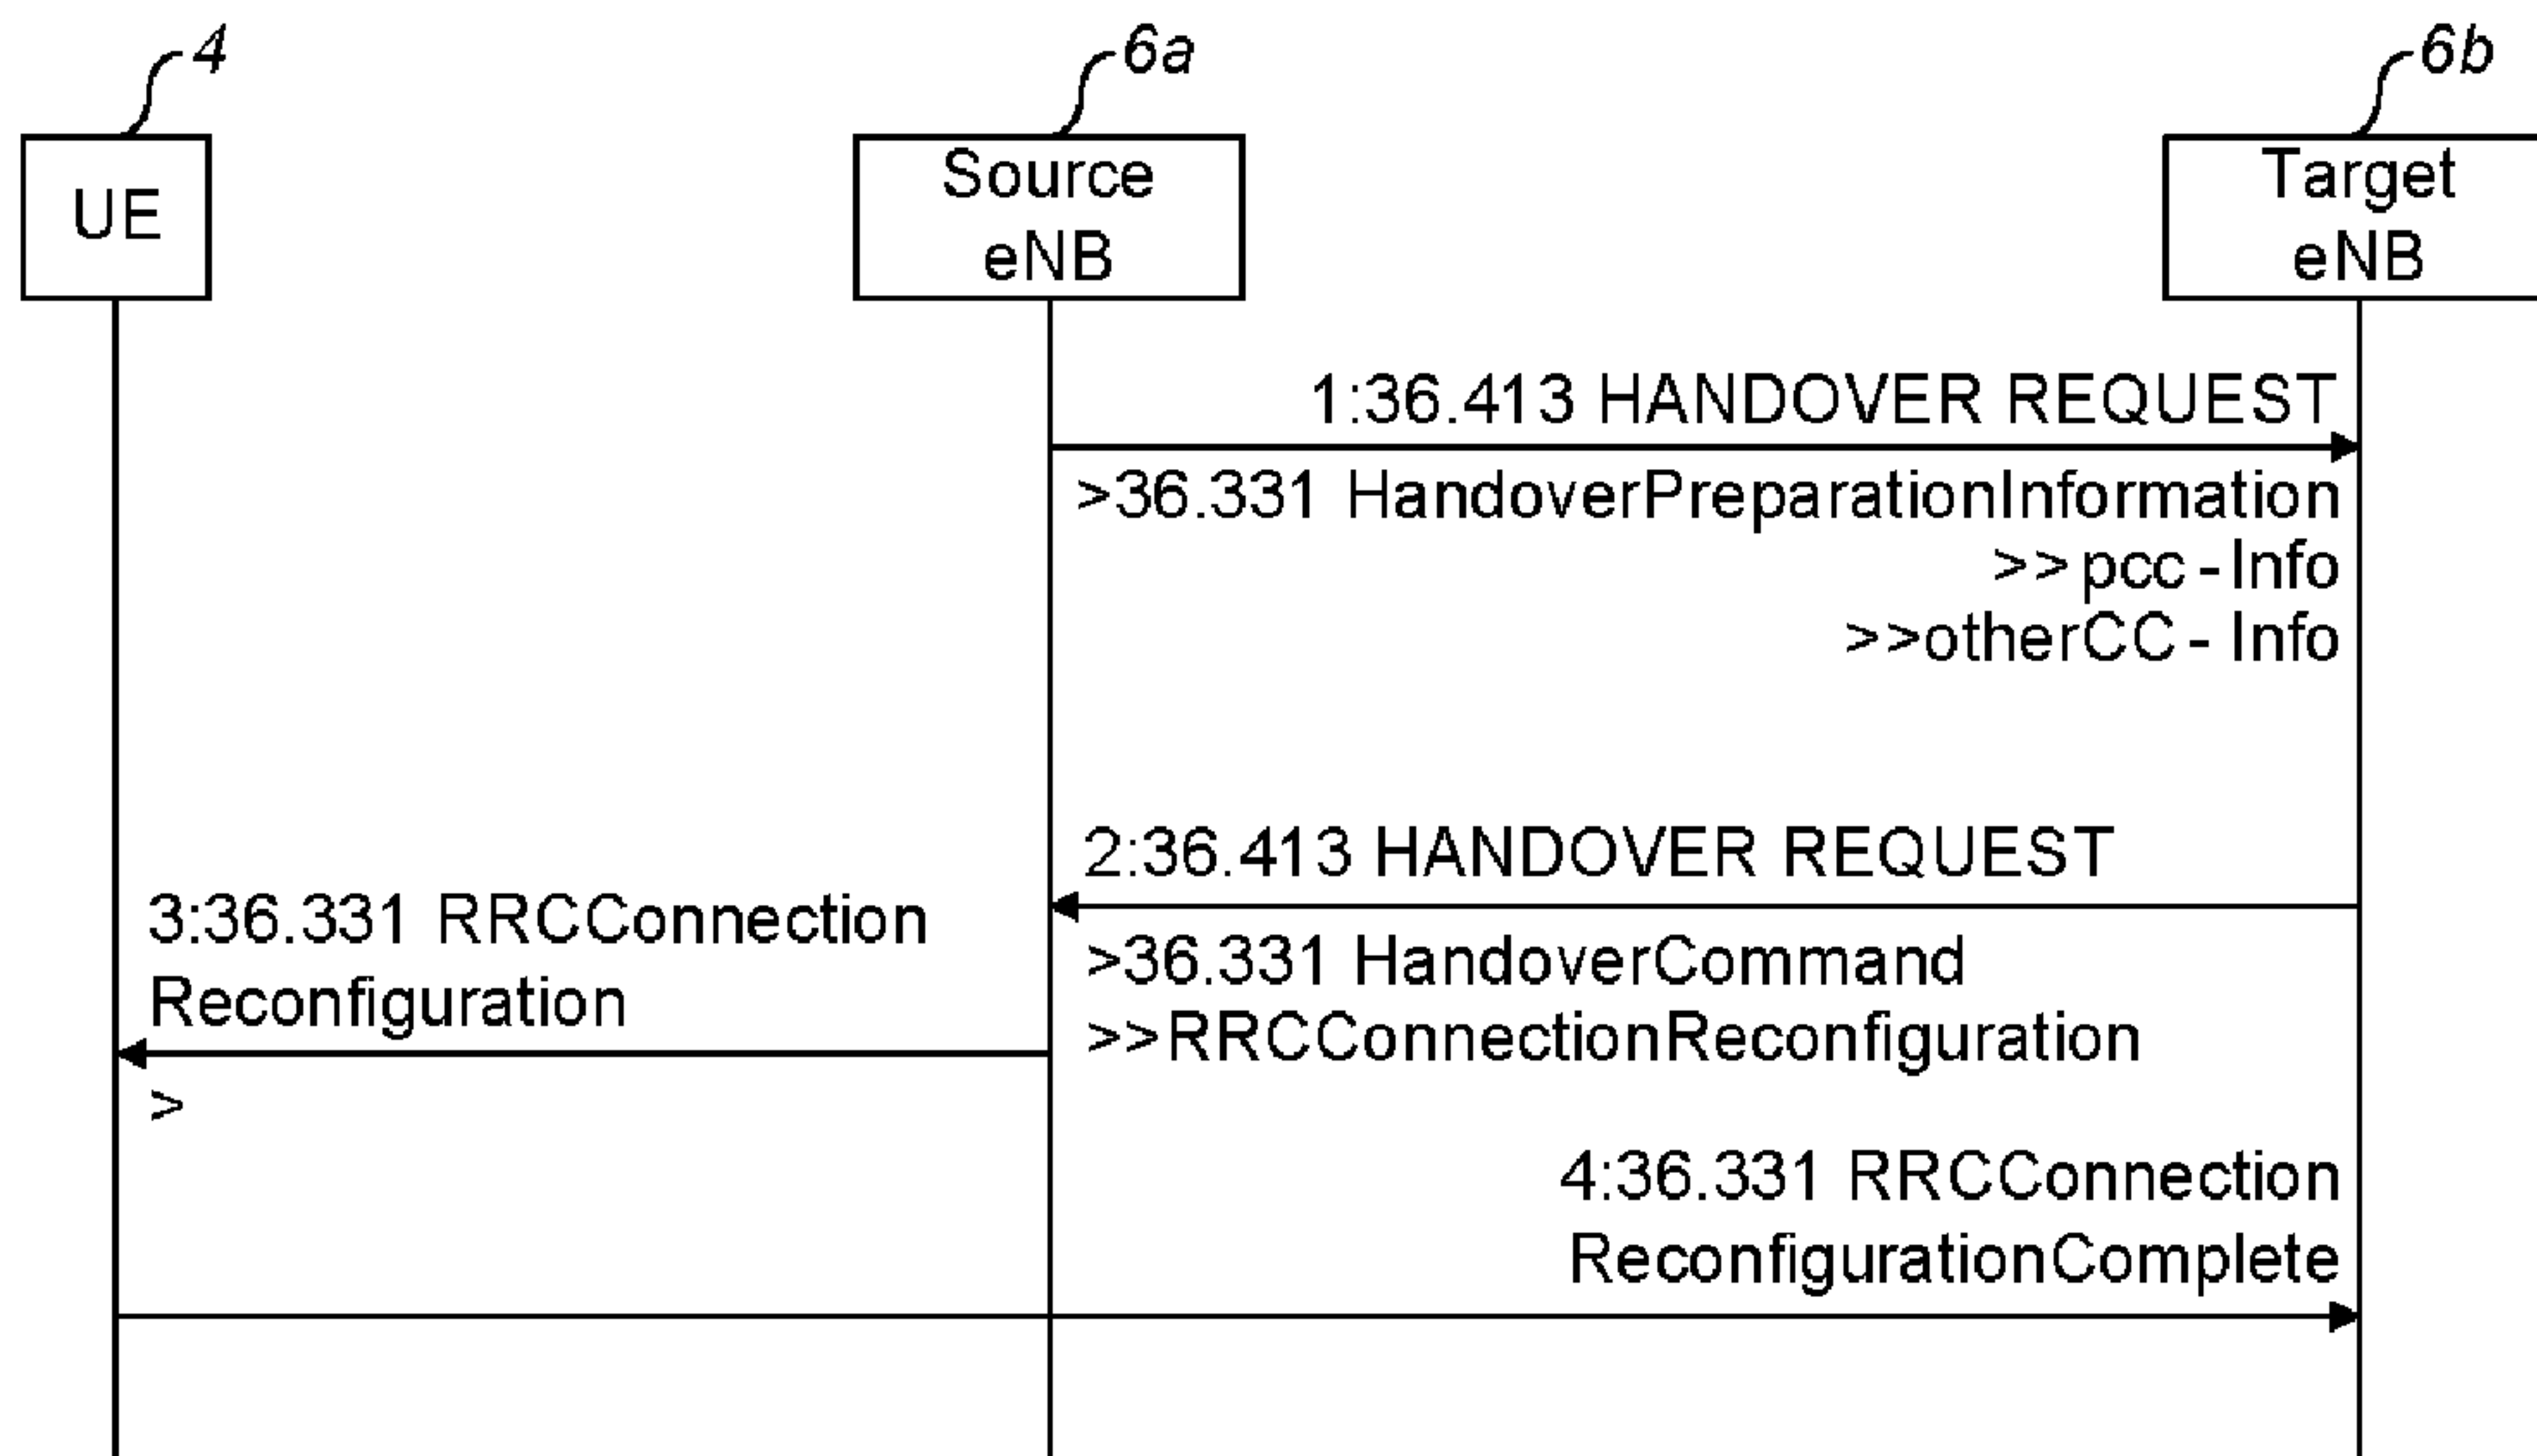 4
6a
6b
UE
Source
eNB
Target
eNB
1:36.413 HANDOVER REQUEST
>36.331 HandoverPreparationInformation
>>pcc-Info
>>otherCC-Info
2:36.413 HANDOVER REQUEST
>36.331 HandoverCommand
>>RRCConnectionReconfiguration
3:36.331 RRCConnection
Reconfiguration
>
4:36.331 RRCConnection
ReconfigurationComplete